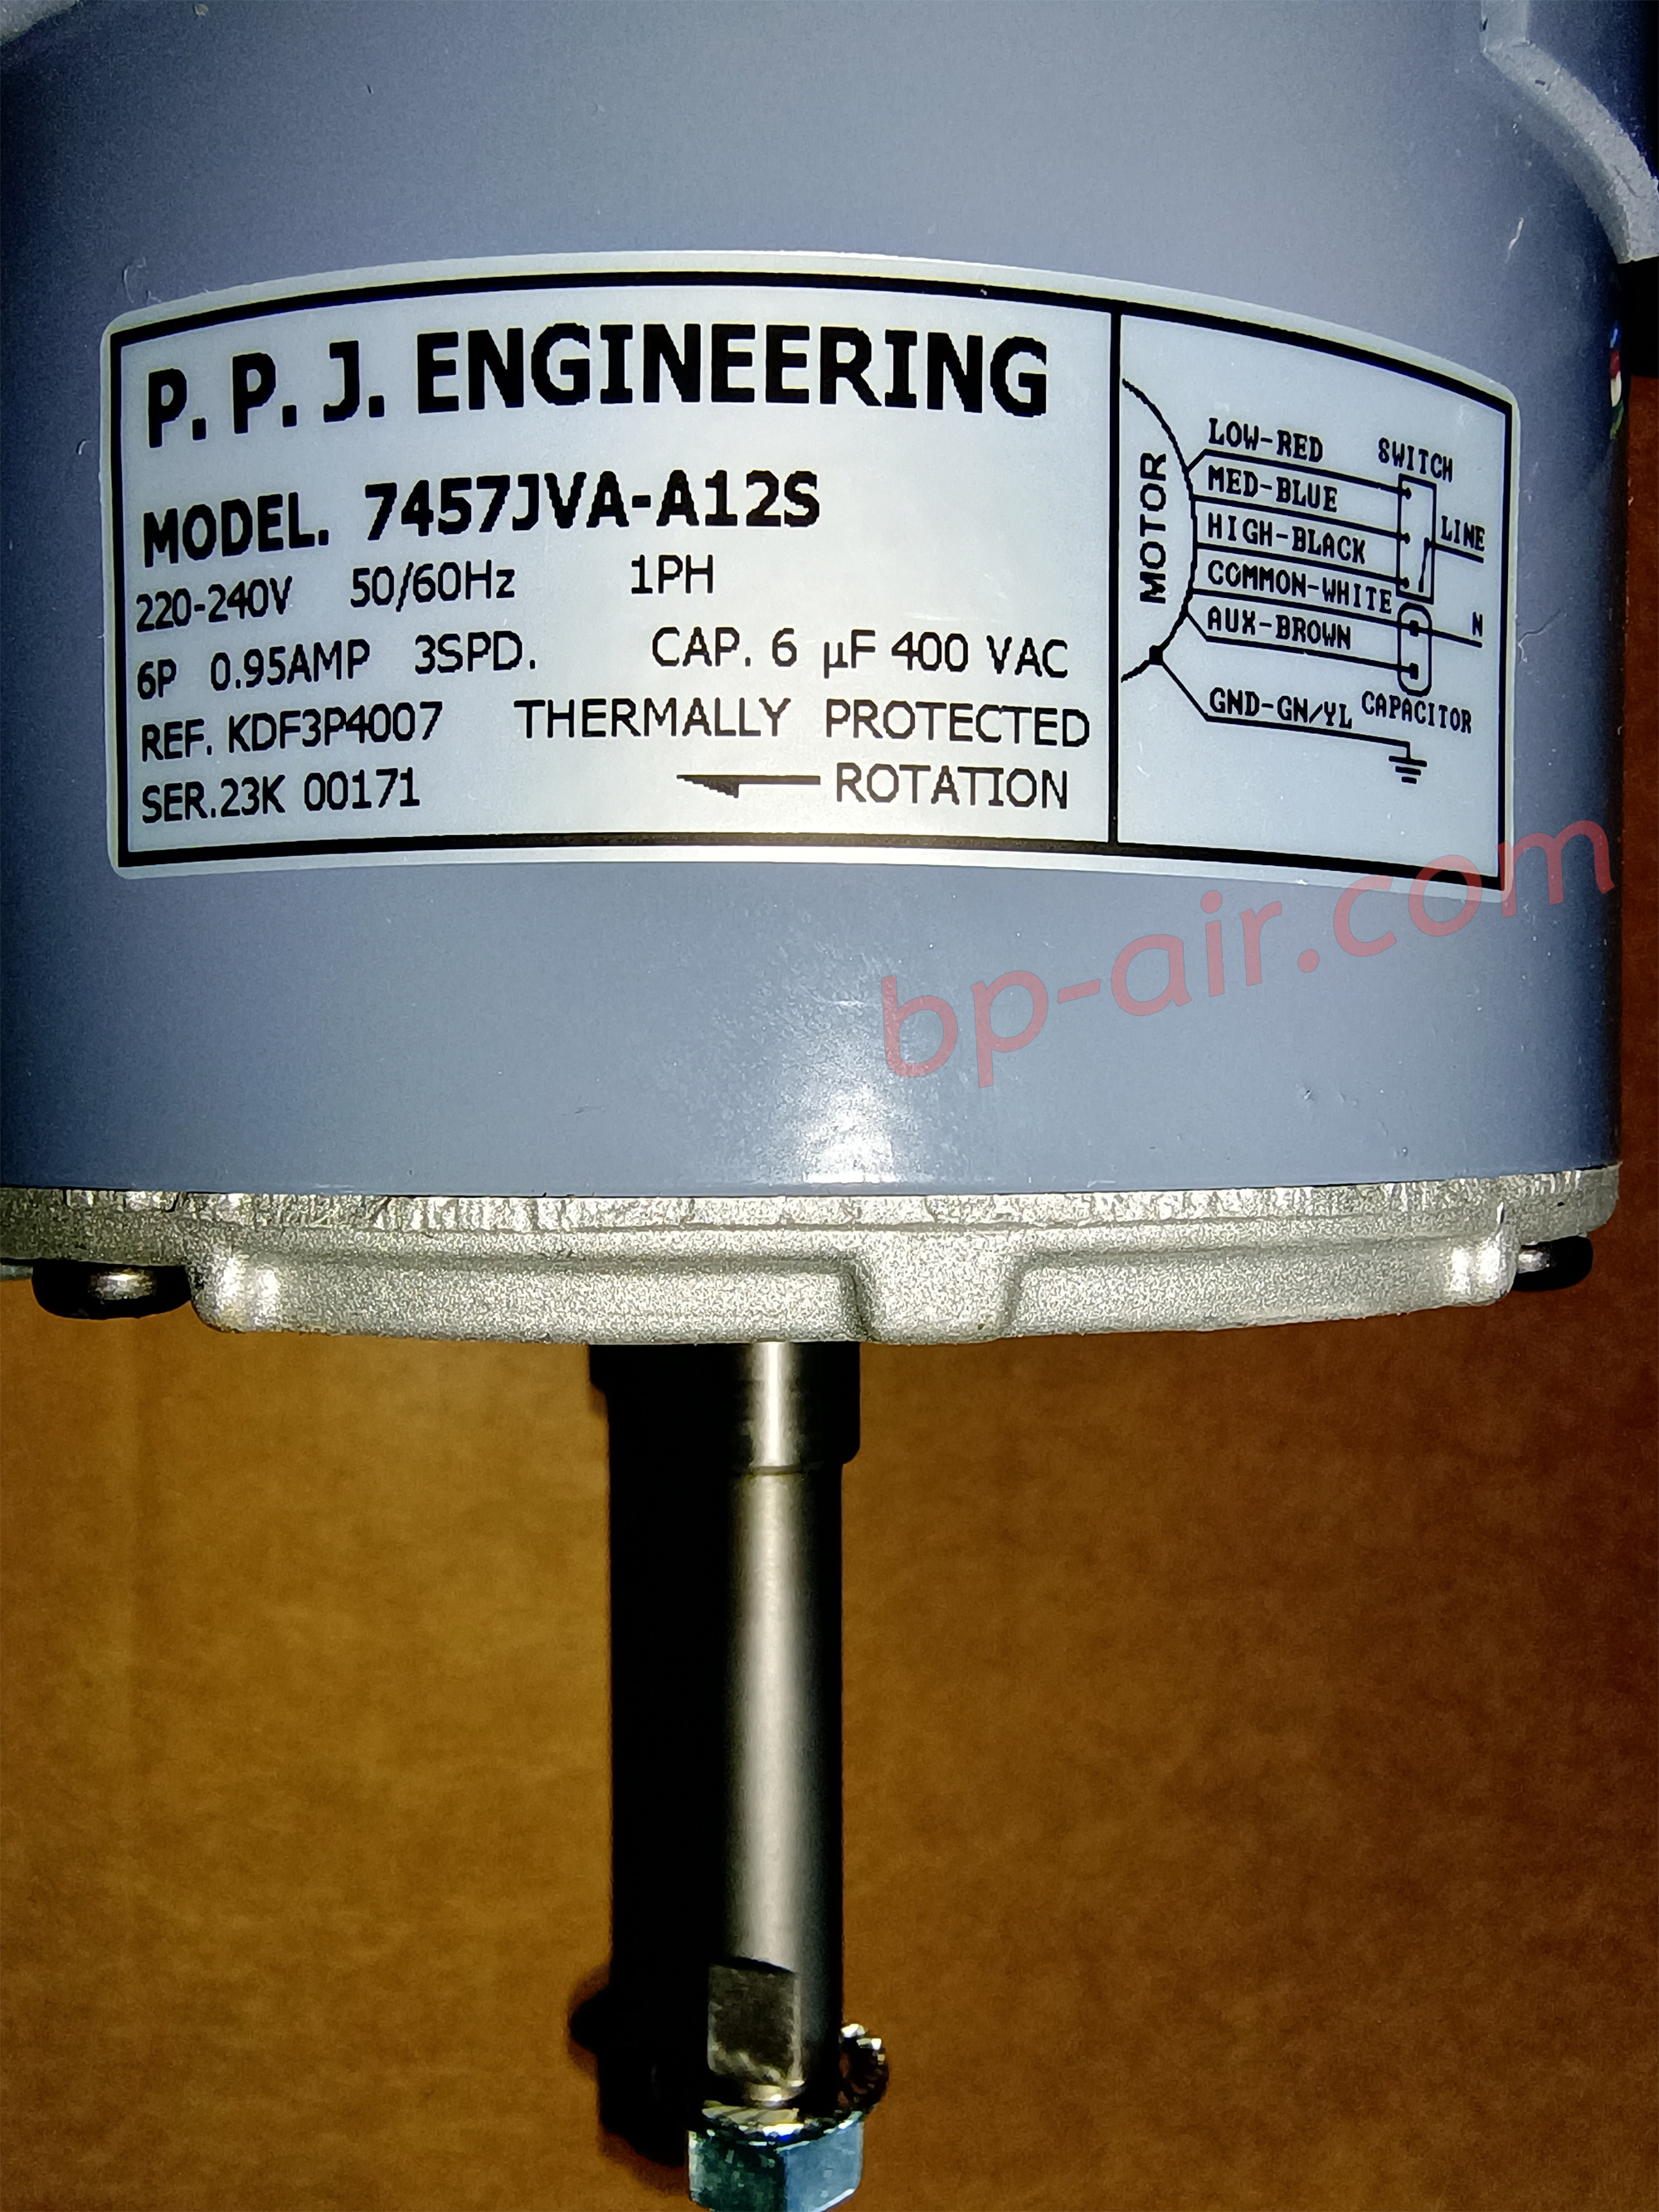 P. P. J. ENGINEERING
MODEL. 7457JVA-A12S
220-240V 50/60Hz 1PH
6P 0.95AMP 3SPD. CAP. 6 µF 400 VAC
REF. KDF3P4007 THERMALLY PROTECTED
SER.23K 00171 ROTATION
MOTOR
LOW-RED
SWITCH
MED-BLUE
LINE
HIGH-BLACK
COMMON-WHITE
N
AUX-BROWN
CAPACITOR
GND-GN/YL
bp-air.com